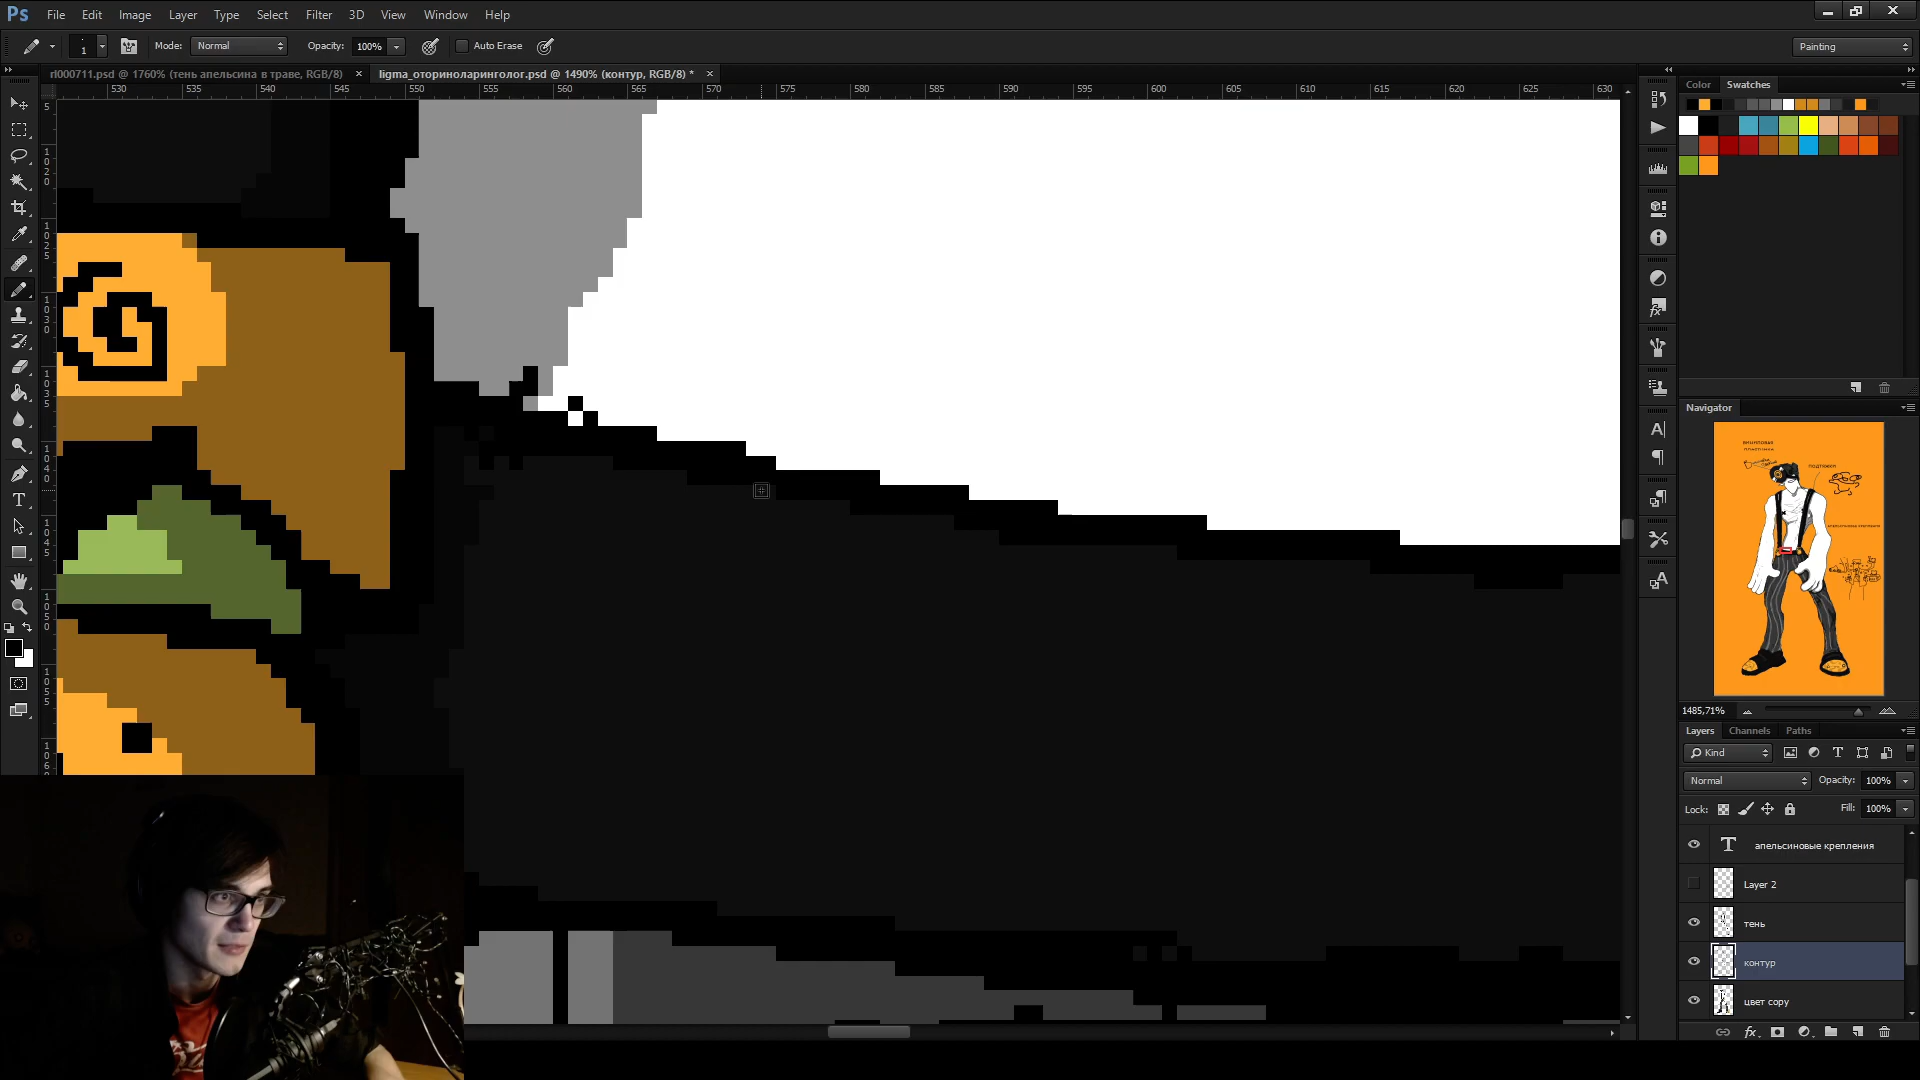 Ps File Edit Image Layer Type Select Filter 3D View Window Help
1 Mode: Normal Opacity: 100% Auto Erase Painting
rl000711.psd @ 1760% (тень апельсина в траве, RGB/8) × ligma_оториноларинголог.psd @ 1490% (контур, RGB/8) * ×
530 535 540 545 550 555 560 565 570 575 580 585 590 595 600 605 610 615 620 625 630
Color Swatches
Navigator
ПОДТЯЖКИ
1485,71%
Layers Channels Paths
Kind
Normal Opacity: 100%
Lock: Fill: 100%
апельсиновые крепления
Layer 2
тень
контур
цвет copy